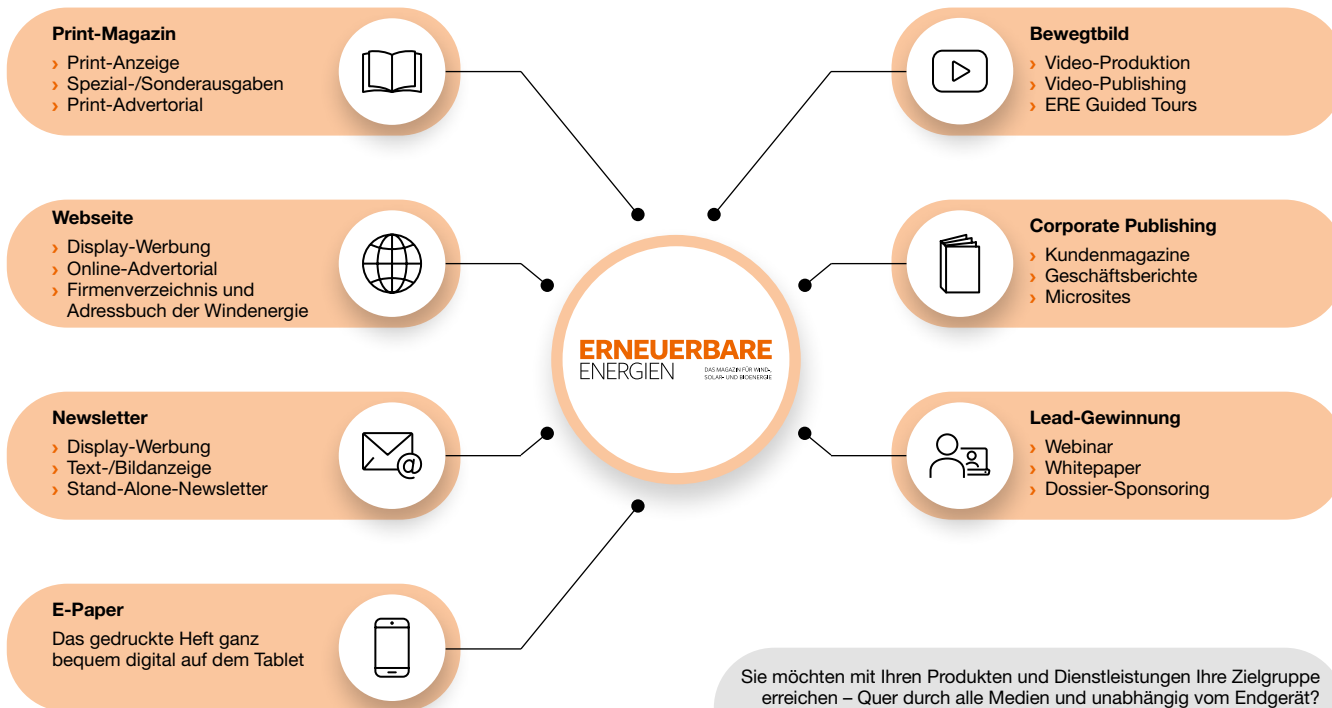 Print-Magazin
› Print-Anzeige
› Spezial-/Sonderausgaben
› Print-Advertorial
Webseite
› Display-Werbung
› Online-Advertorial
› Firmenverzeichnis und
Adressbuch der Windenergie
Newsletter
› Display-Werbung
› Text-/Bildanzeige
› Stand-Alone-Newsletter
@
E-Paper
Das gedruckte Heft ganz
bequem digital auf dem Tablet
ERNEUERBARE
ENERGIEN
DAS MAGAZIN FÜR WIND-,
SOLAR- UND BIOENERGIE
Bewegtbild
› Video-Produktion
› Video-Publishing
› ERE Guided Tours
Corporate Publishing
› Kundenmagazine
› Geschäftsberichte
› Microsites
Lead-Gewinnung
› Webinar
› Whitepaper
› Dossier-Sponsoring
Sie möchten mit Ihren Produkten und Dienstleistungen Ihre Zielgruppe
erreichen – Quer durch alle Medien und unabhängig vom Endgerät?